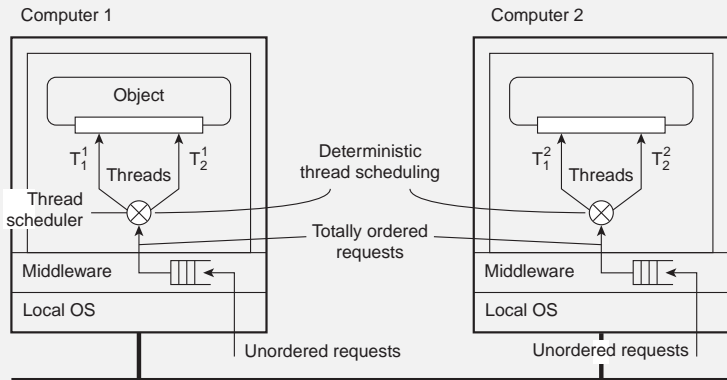 Computer 1
Computer 2
Object
T₁¹
T₂¹
Threads
Thread
scheduler
Deterministic
thread scheduling
T₁²
T₂²
Threads
Totally ordered
requests
Middleware
Middleware
Local OS
Local OS
Unordered requests
Unordered requests